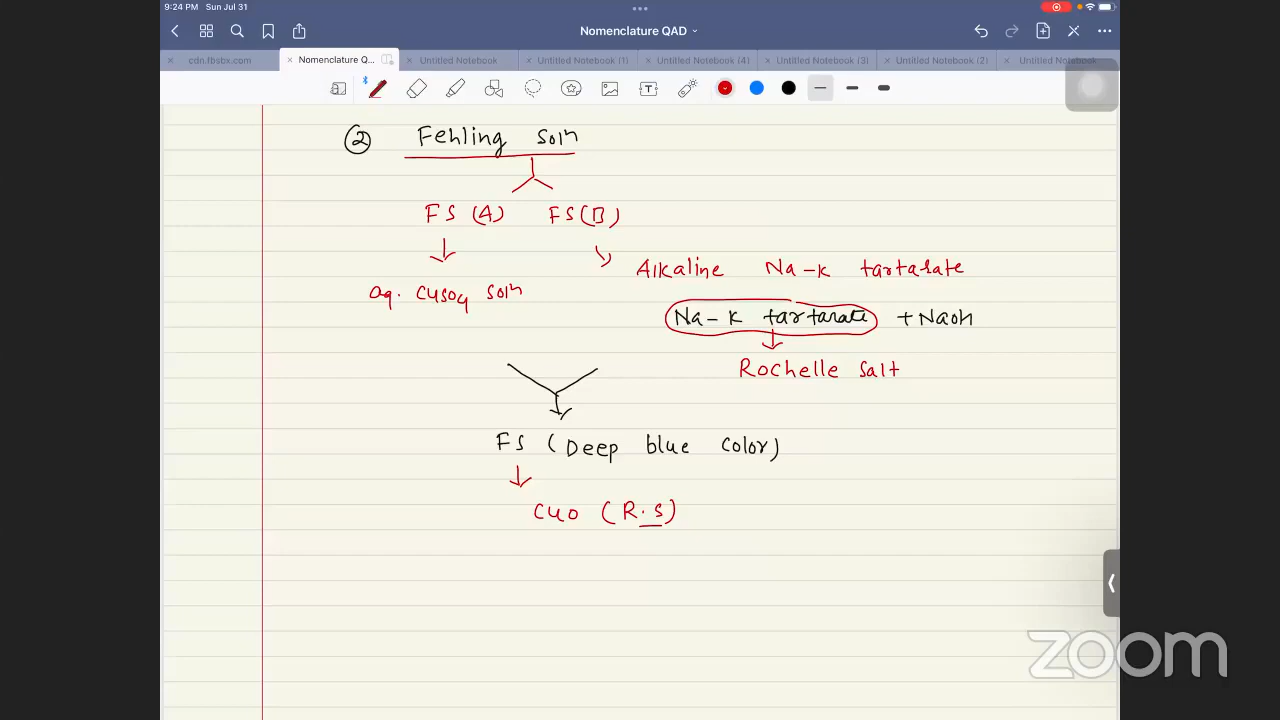 9:24 PM Sun Jul 31
Nomenclature QAD
cdn.fbsbx.com
Nomenclature Q...
Untitled Notebook
Untitled Notebook (1)
Untitled Notebook (4)
Untitled Notebook (3)
Untitled Notebook (2)
Untitled Notebook
② Fehling soln
FS (A) FS(B)
Alkaline Na-K tartarate
aq. CuSO4 soln
Na-K tartarate + NaOH
Rochelle Salt
FS (Deep blue color)
CuO (R.S)
zoom